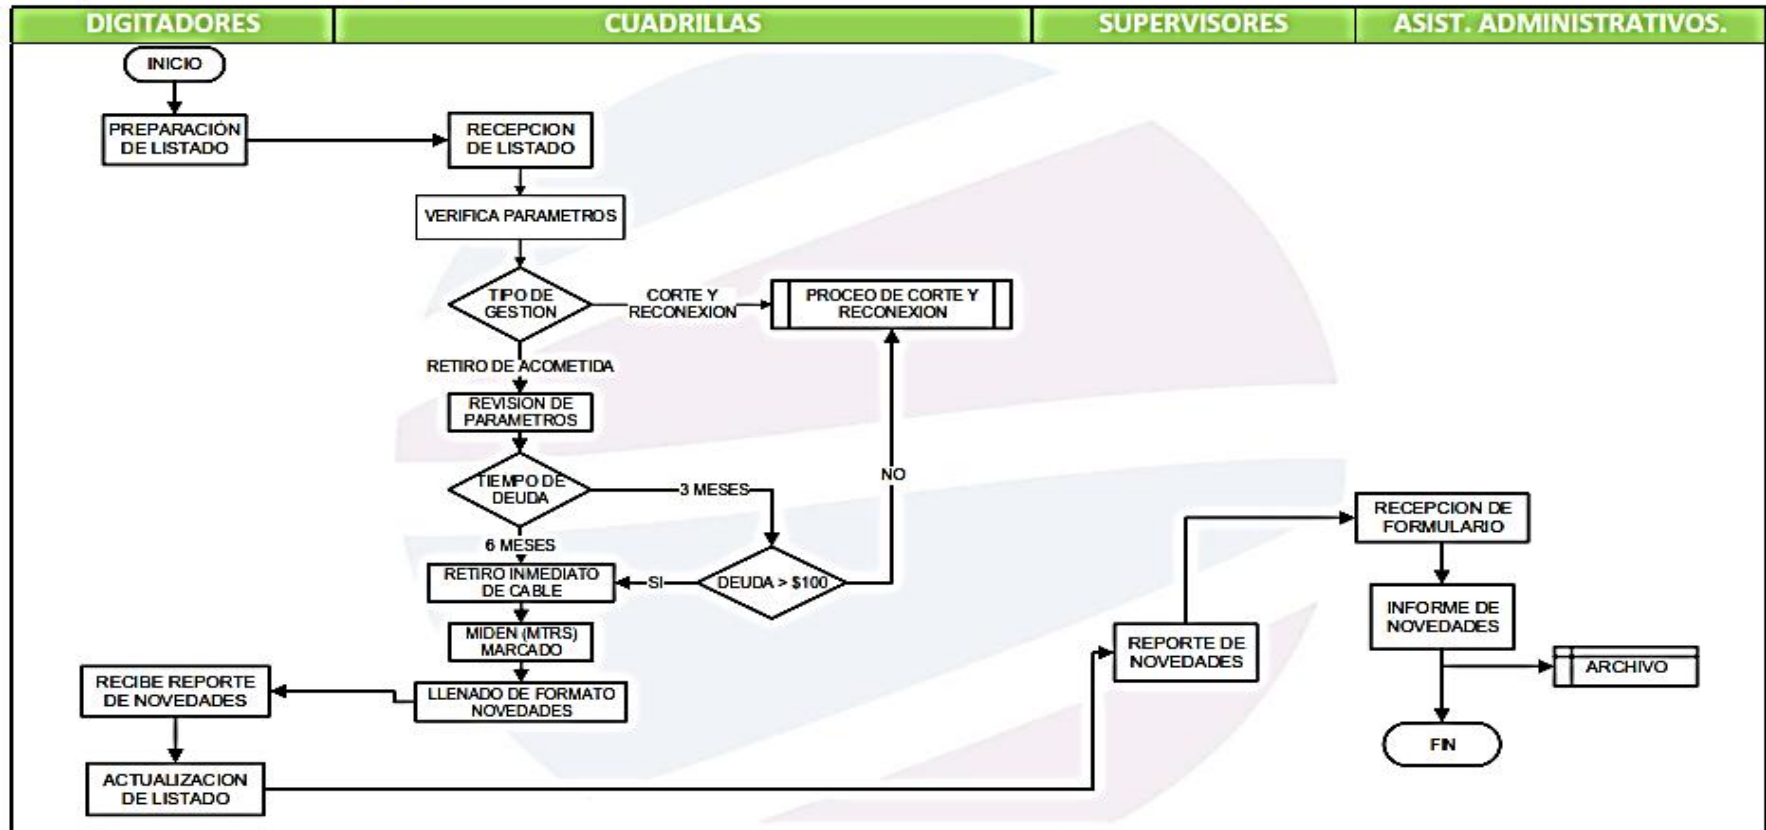 DIGITADORES
CUADRILLAS
SUPERVISORES
ASIST. ADMINISTRATIVOS.
INICIO
PREPARACIÓN
DE LISTADO
RECEPCION
DE LISTADO
VERIFICA PARAMETROS
TIPO DE
GESTION
CORTE Y
RECONEXION
PROCEO DE CORTE Y
RECONEXION
RETIRO DE ACOMETIDA
REVISION DE
PARAMETROS
TIEMPO DE
DEUDA
3 MESES
NO
6 MESES
RETIRO INMEDIATO
DE CABLE
SI
DEUDA > $100
MIDEN (MTRS)
MARCADO
LLENADO DE FORMATO
NOVEDADES
RECIBE REPORTE
DE NOVEDADES
ACTUALIZACION
DE LISTADO
REPORTE DE
NOVEDADES
RECEPCION DE
FORMULARIO
INFORME DE
NOVEDADES
ARCHIVO
FIN